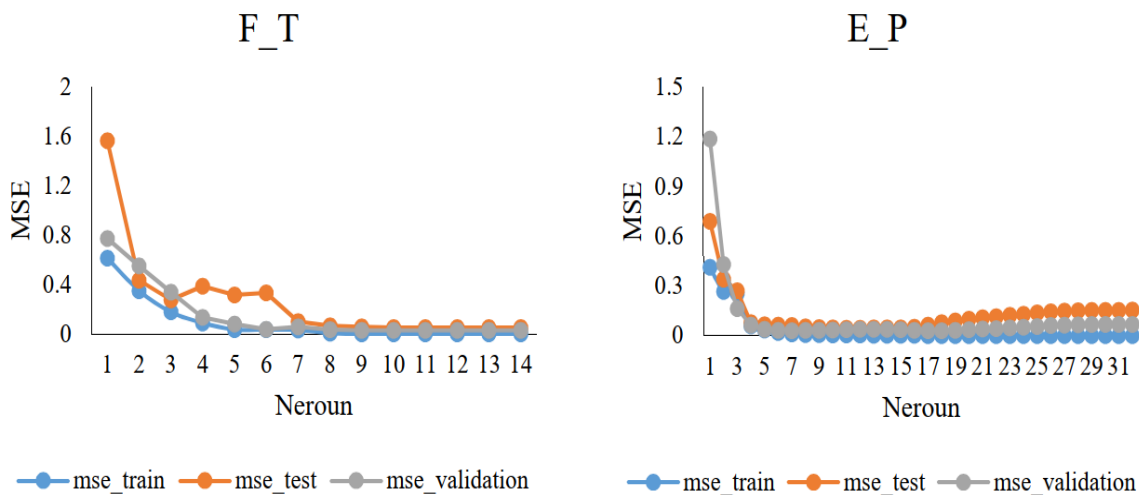 F_T
2
1.6
1.2
0.8
0.4
0
MSE
1 2 3 4 5 6 7 8 9 10 11 12 13 14
Neroun
mse_train mse_test mse_validation
E_P
1.5
1.2
0.9
0.6
0.3
0
MSE
1 3 5 7 9 11 13 15 17 19 21 23 25 27 29 31
Neroun
mse_train mse_test mse_validation